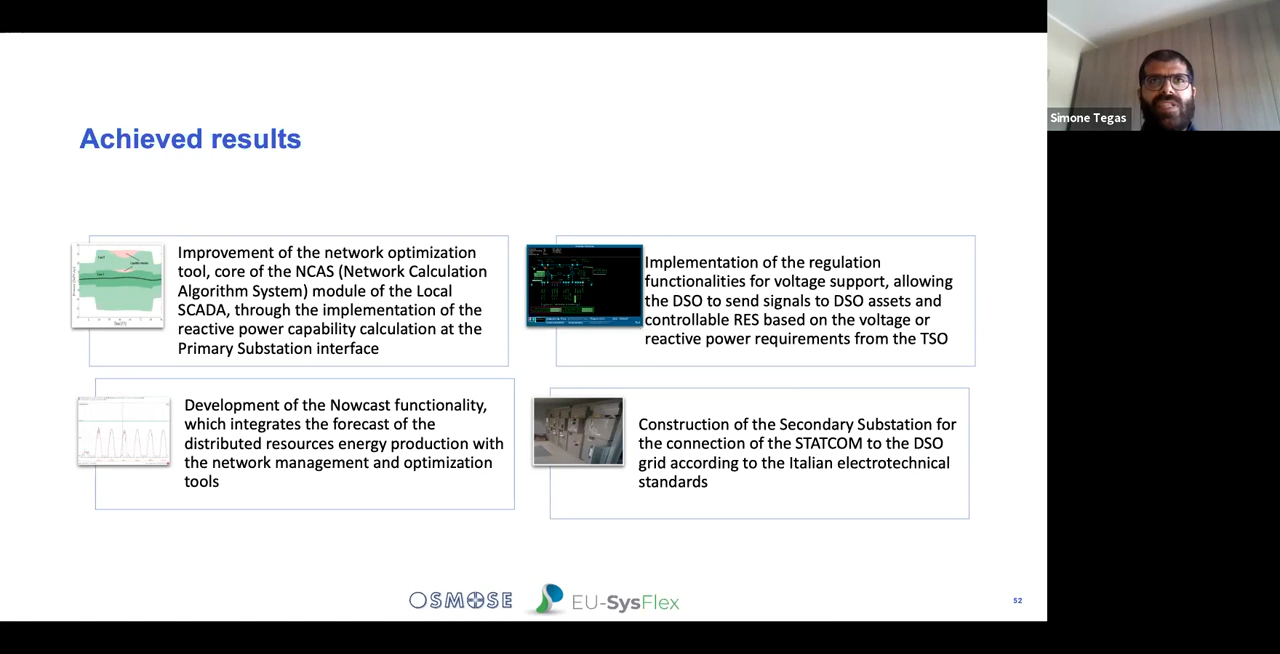 Simone Tegas
Achieved results
Improvement of the network optimization
tool, core of the NCAS (Network Calculation
Algorithm System) module of the Local
SCADA, through the implementation of the
reactive power capability calculation at the
Primary Substation interface
Implementation of the regulation
functionalities for voltage support, allowing
the DSO to send signals to DSO assets and
controllable RES based on the voltage or
reactive power requirements from the TSO
Development of the Nowcast functionality,
which integrates the forecast of the
distributed resources energy production with
the network management and optimization
tools
Construction of the Secondary Substation for
the connection of the STATCOM to the DSO
grid according to the Italian electrotechnical
standards
OSMOSE
EU-SysFlex
52